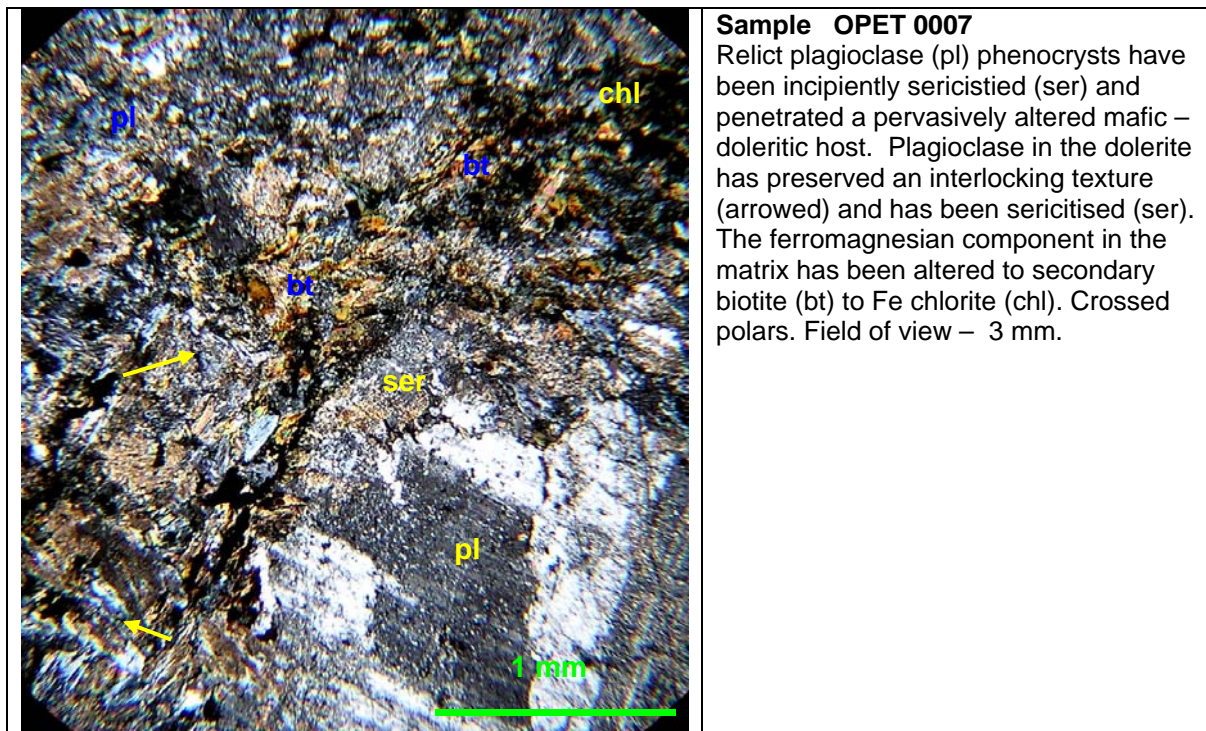 chl
pl
bt
bt
ser
pl
1 mm
Sample OPET 0007
Relict plagioclase (pl) phenocrysts have
been incipiently sericistied (ser) and
penetrated a pervasively altered mafic –
doleritic host. Plagioclase in the dolerite
has preserved an interlocking texture
(arrowed) and has been sericitised (ser).
The ferromagnesian component in the
matrix has been altered to secondary
biotite (bt) to Fe chlorite (chl). Crossed
polars. Field of view – 3 mm.